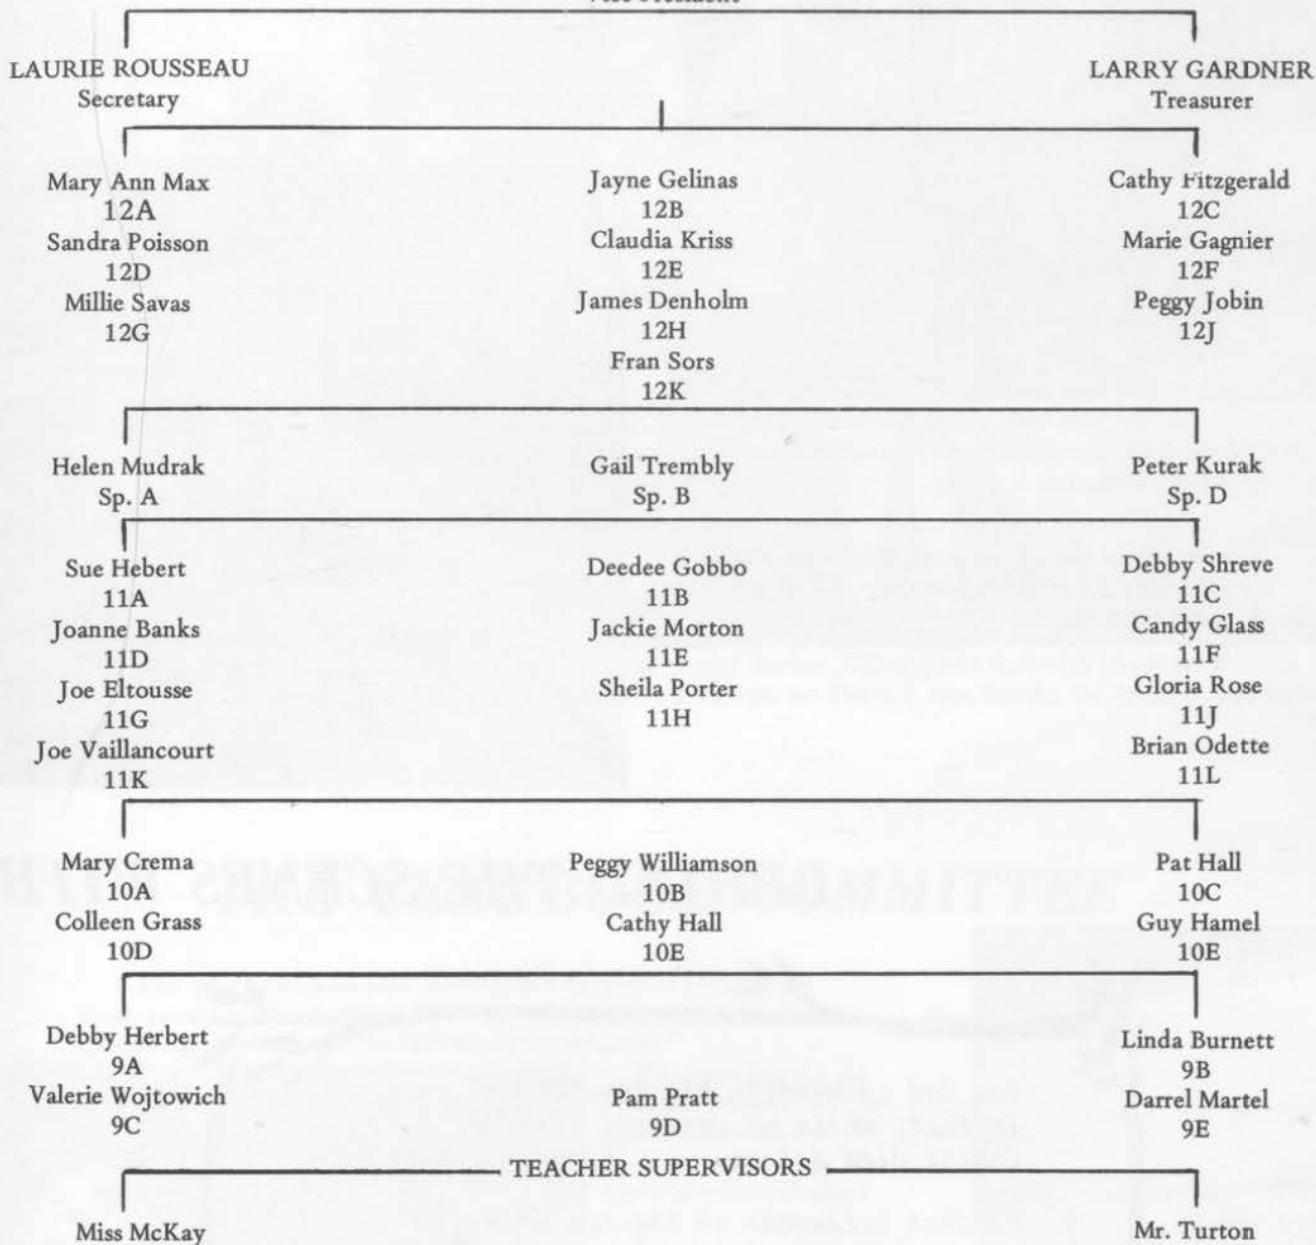 Vice President
LAURIE ROUSSEAU
Secretary
LARRY GARDNER
Treasurer
Mary Ann Max
12A
Jayne Gelinas
12B
Cathy Fitzgerald
12C
Sandra Poisson
12D
Claudia Kriss
12E
Marie Gagnier
12F
Millie Savas
12G
James Denholm
12H
Peggy Jobin
12J
Fran Sors
12K
Helen Mudrak
Sp. A
Gail Trembly
Sp. B
Peter Kurak
Sp. D
Sue Hebert
11A
Deedee Gobbo
11B
Debby Shreve
11C
Joanne Banks
11D
Jackie Morton
11E
Candy Glass
11F
Joe Eltousse
11G
Sheila Porter
11H
Gloria Rose
11J
Joe Vaillancourt
11K
Brian Odette
11L
Mary Crema
10A
Peggy Williamson
10B
Pat Hall
10C
Colleen Grass
10D
Cathy Hall
10E
Guy Hamel
10E
Debby Herbert
9A
Linda Burnett
9B
Valerie Wojtowich
9C
Pam Pratt
9D
Darrel Martel
9E
TEACHER SUPERVISORS
Miss McKay
Mr. Turton